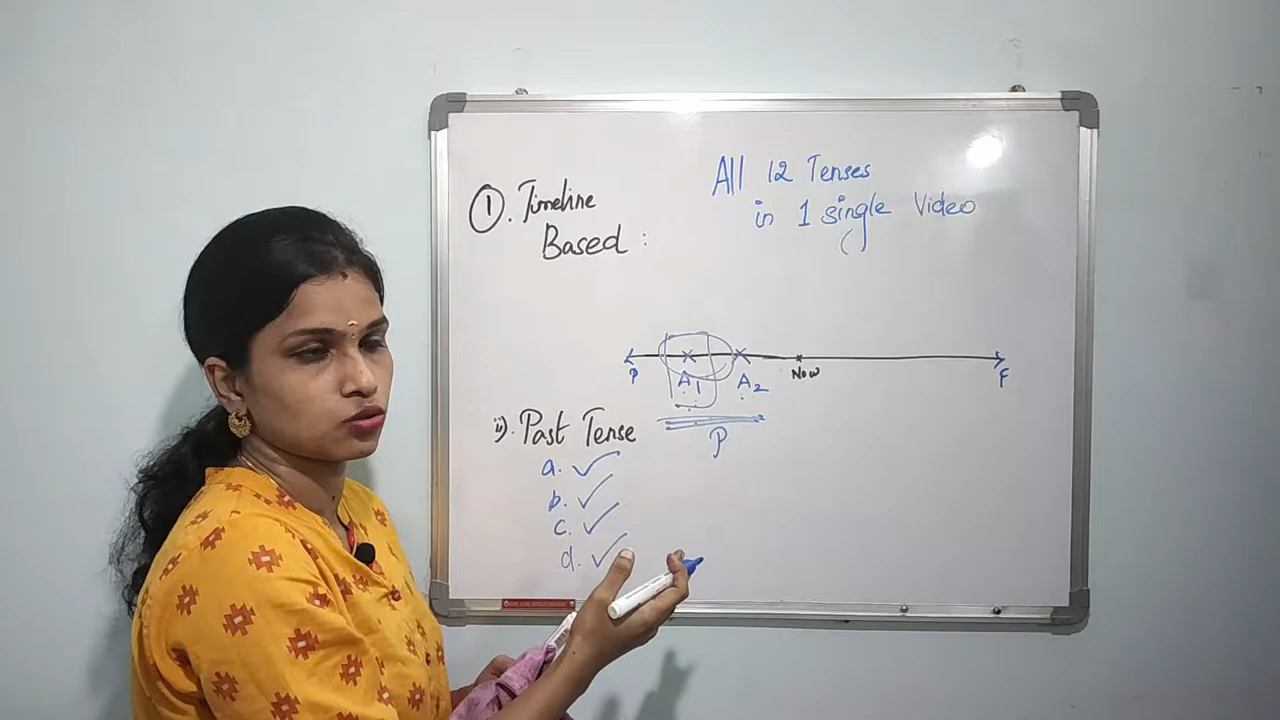 All 12 Tenses
in 1 single Video
1. Timeline
Based :
P A1 A2 Now F
P
ii). Past Tense
a. ✓
b. ✓
c. ✓
d. ✓